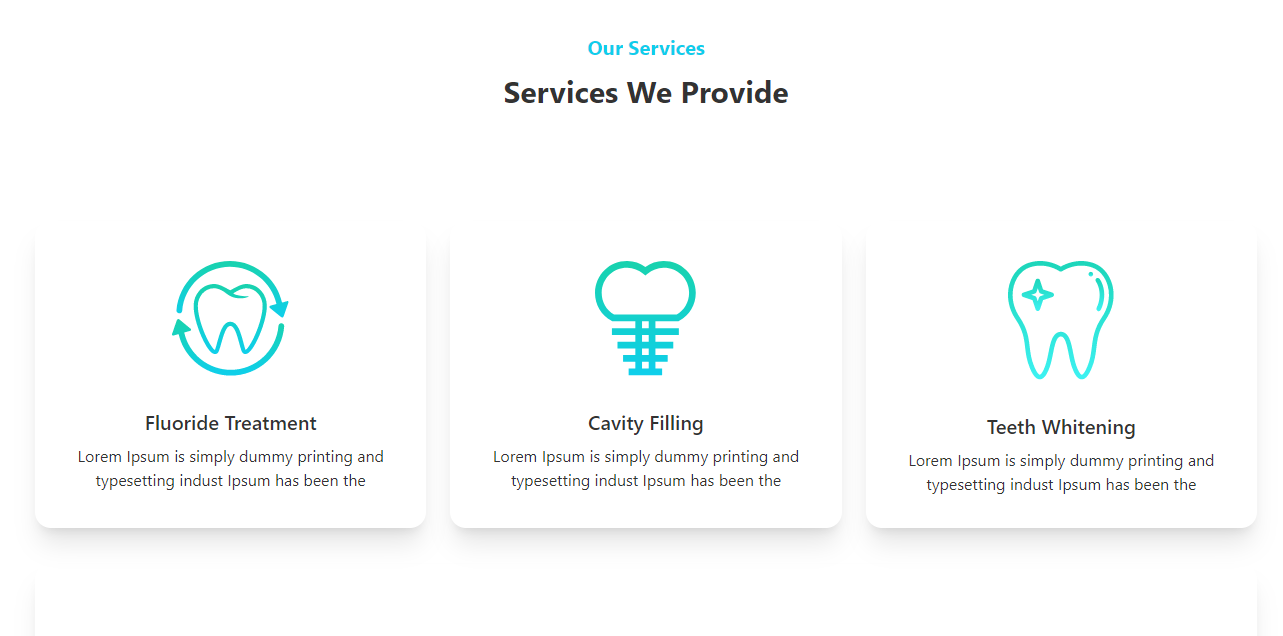 Our Services
Services We Provide
Fluoride Treatment
Lorem Ipsum is simply dummy printing and
typesetting indust Ipsum has been the
Cavity Filling
Lorem Ipsum is simply dummy printing and
typesetting indust Ipsum has been the
Teeth Whitening
Lorem Ipsum is simply dummy printing and
typesetting indust Ipsum has been the